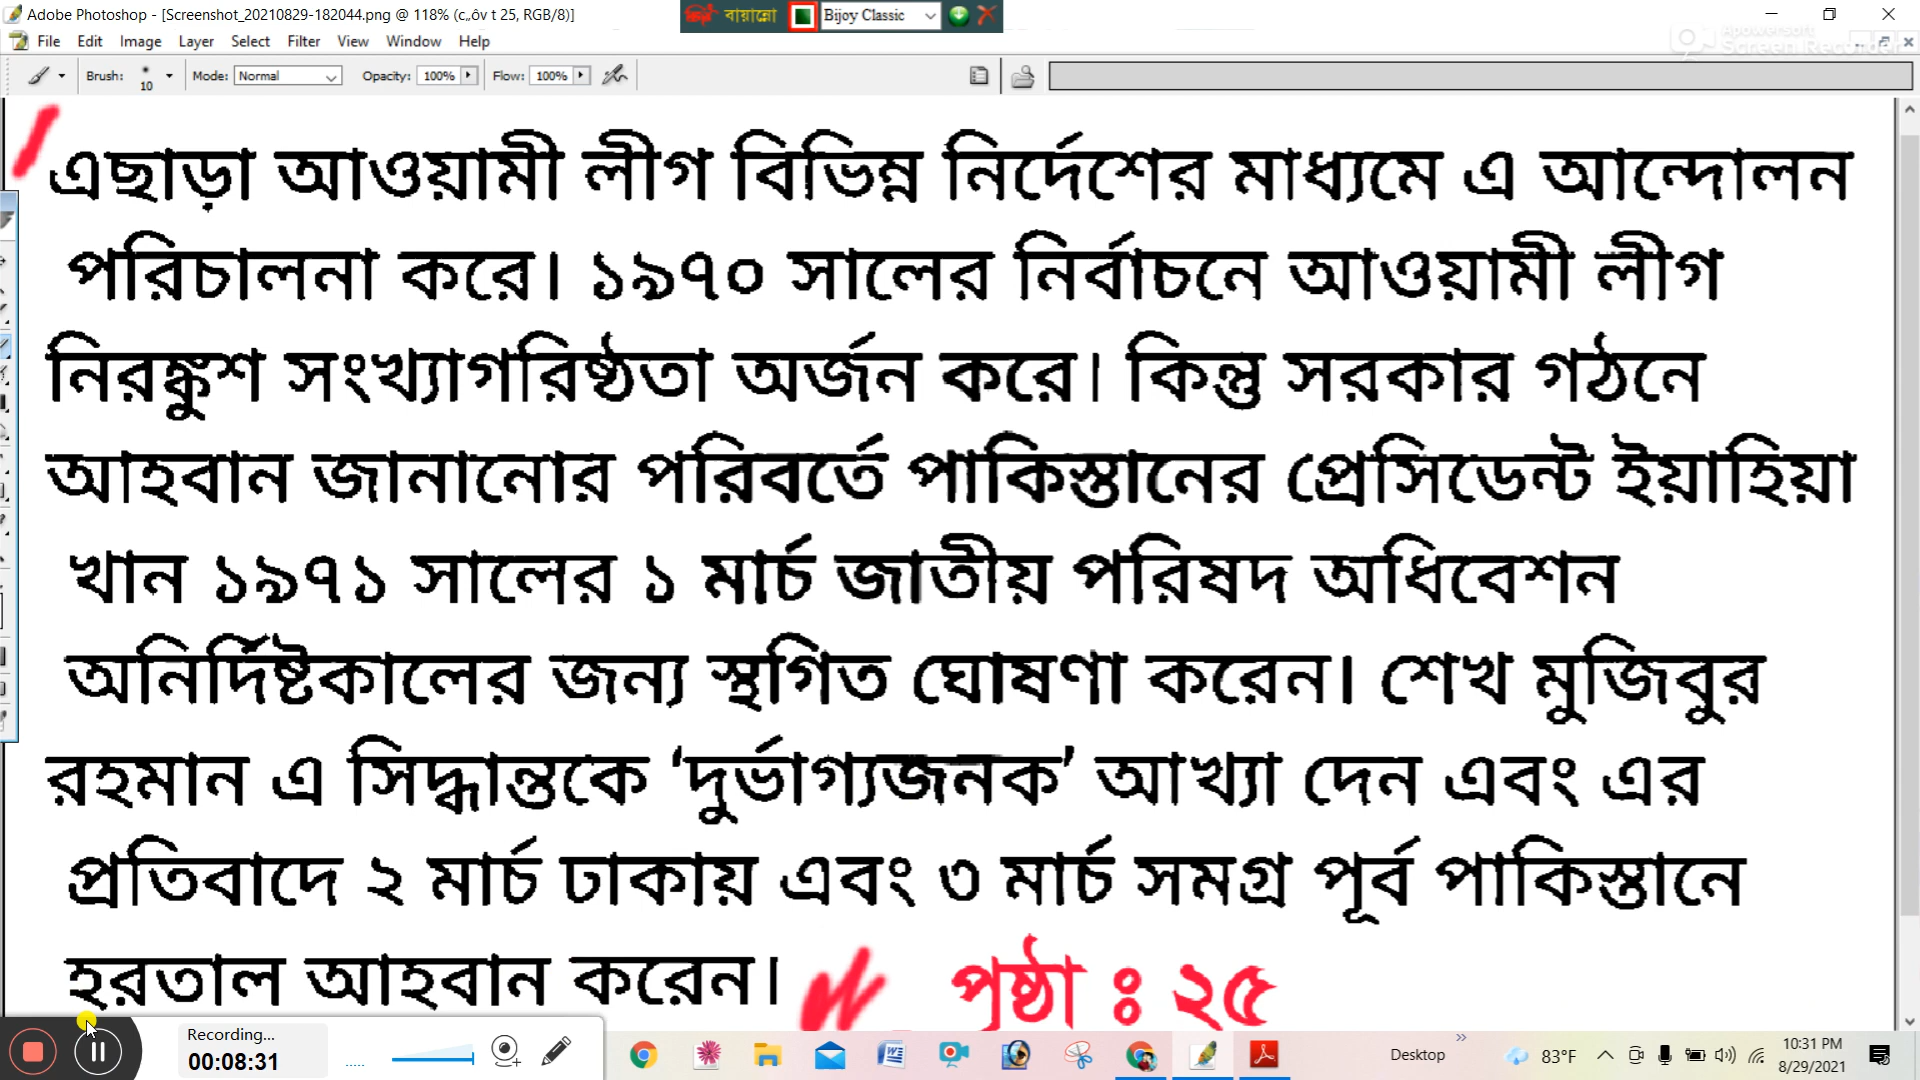 Adobe Photoshop - [Screenshot_20210829-182044.png @ 118% (c„ôv t 25, RGB/8)]
বায়ান্নো
Bijoy Classic
File Edit Image Layer Select Filter View Window Help
Apowersoft
Screen Recorder
Brush: 10 Mode: Normal Opacity: 100% Flow: 100%
এছাড়া আওয়ামী লীগ বিভিন্ন নির্দেশের মাধ্যমে এ আন্দোলন
পরিচালনা করে। ১৯৭০ সালের নির্বাচনে আওয়ামী লীগ
নিরঙ্কুশ সংখ্যাগরিষ্ঠতা অর্জন করে। কিন্তু সরকার গঠনে
আহবান জানানোর পরিবর্তে পাকিস্তানের প্রেসিডেন্ট ইয়াহিয়া
খান ১৯৭১ সালের ১ মার্চ জাতীয় পরিষদ অধিবেশন
অনির্দিষ্টকালের জন্য স্থগিত ঘোষণা করেন। শেখ মুজিবুর
রহমান এ সিদ্ধান্তকে ‘দুর্ভাগ্যজনক’ আখ্যা দেন এবং এর
প্রতিবাদে ২ মার্চ ঢাকায় এবং ৩ মার্চ সমগ্র পূর্ব পাকিস্তানে
হরতাল আহবান করেন।
পৃষ্ঠা ঃ ২৫
Recording...
00:08:31
Desktop
83°F
10:31 PM
8/29/2021